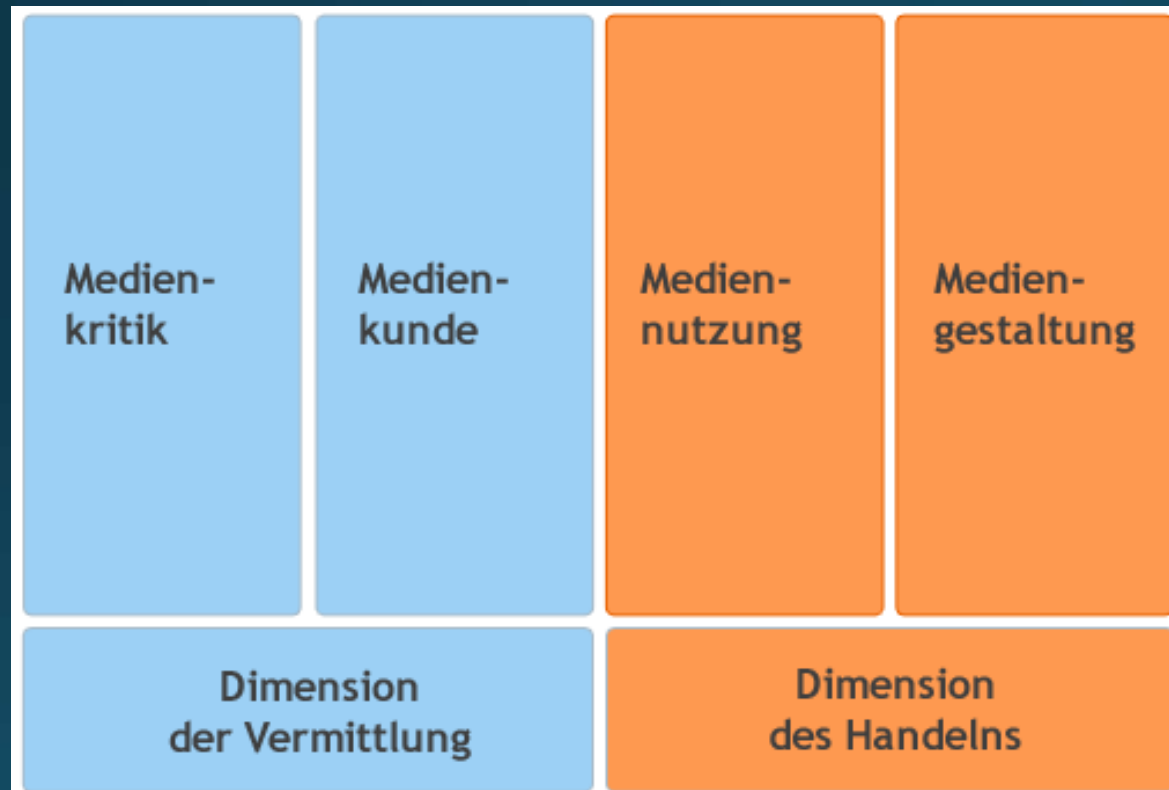 Medien-
kritik
Medien-
kunde
Medien-
nutzung
Medien-
gestaltung
Dimension
der Vermittlung
Dimension
des Handelns